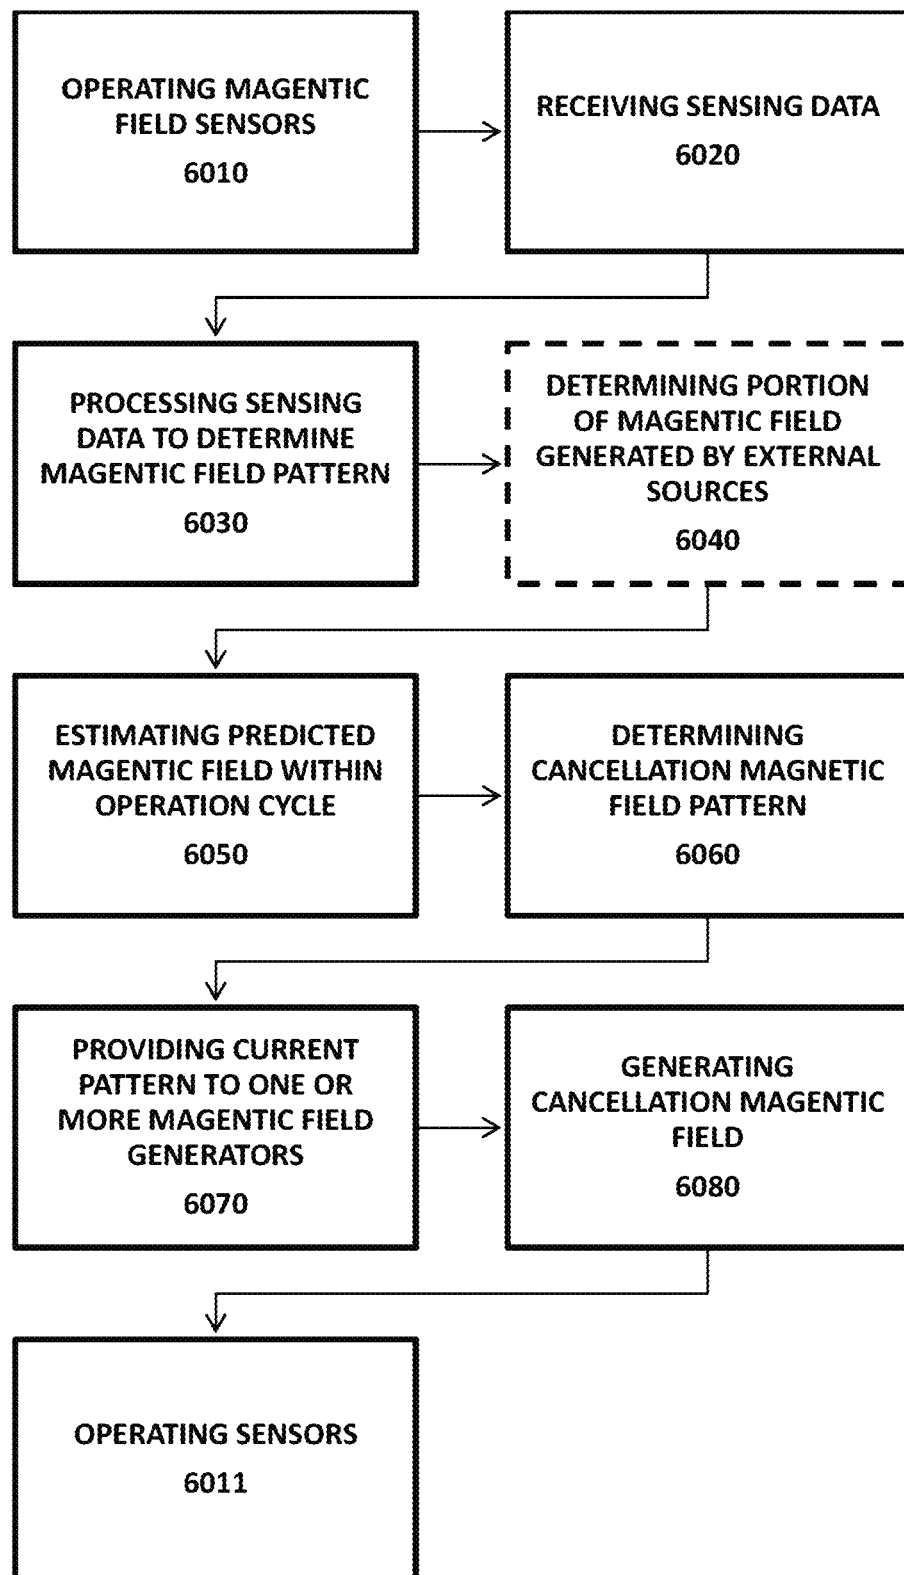 OPERATING MAGENTIC
FIELD SENSORS
6010
RECEIVING SENSING DATA
6020
PROCESSING SENSING
DATA TO DETERMINE
MAGENTIC FIELD PATTERN
6030
DETERMINING PORTION
OF MAGENTIC FIELD
GENERATED BY EXTERNAL
SOURCES
6040
ESTIMATING PREDICTED
MAGENTIC FIELD WITHIN
OPERATION CYCLE
6050
DETERMINING
CANCELLATION MAGNETIC
FIELD PATTERN
6060
PROVIDING CURRENT
PATTERN TO ONE OR
MORE MAGENTIC FIELD
GENERATORS
6070
GENERATING
CANCELLATION MAGENTIC
FIELD
6080
OPERATING SENSORS
6011